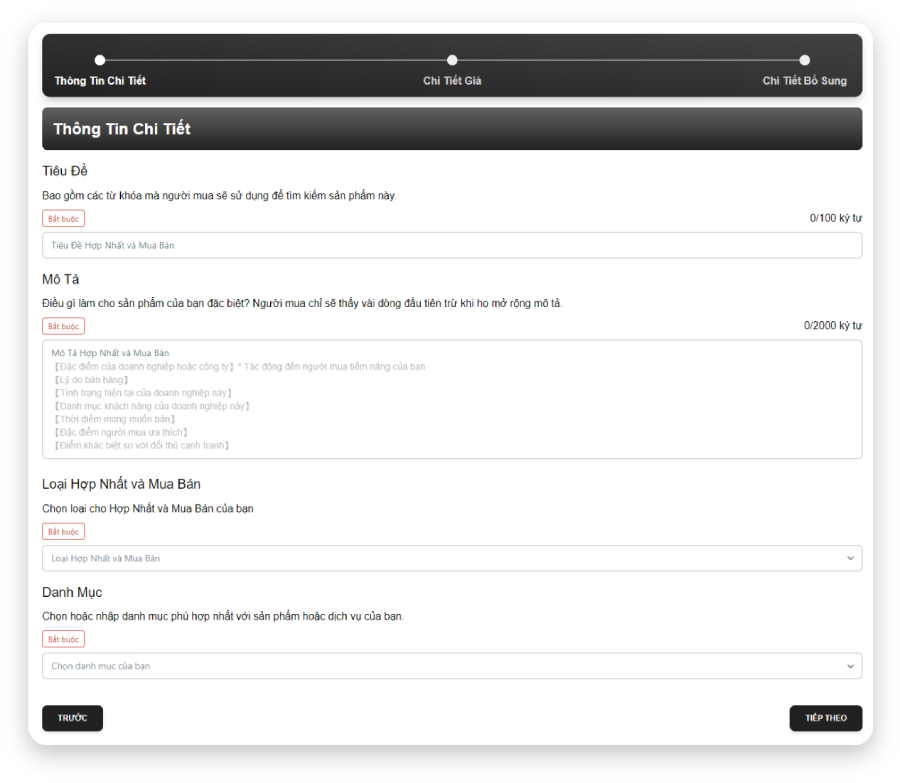 Thông Tin Chi Tiết
Chi Tiết Giá
Chi Tiết Bổ Sung
Thông Tin Chi Tiết
Tiêu Đề
Bao gồm các từ khóa mà người mua sẽ sử dụng để tìm kiếm sản phẩm này.
Bắt buộc
0/100 ký tự
Tiêu Đề Hợp Nhất và Mua Bán
Mô Tả
Điều gì làm cho sản phẩm của bạn đặc biệt? Người mua chỉ sẽ thấy vài dòng đầu tiên trừ khi họ mở rộng mô tả.
Bắt buộc
0/2000 ký tự
Mô Tả Hợp Nhất và Mua Bán
【Đặc điểm của doanh nghiệp hoặc công ty】* Tác động đến người mua tiềm năng của bạn
【Lý do bán hàng】
【Tình trạng hiện tại của doanh nghiệp này】
【Danh mục khách hàng của doanh nghiệp này】
【Thời điểm mong muốn bán】
【Đặc điểm người mua ưa thích】
【Điểm khác biệt so với đối thủ cạnh tranh】
Loại Hợp Nhất và Mua Bán
Chọn loại cho Hợp Nhất và Mua Bán của bạn
Bắt buộc
Loại Hợp Nhất và Mua Bán
Danh Mục
Chọn hoặc nhập danh mục phù hợp nhất với sản phẩm hoặc dịch vụ của bạn.
Bắt buộc
Chọn danh mục của bạn
TRƯỚC
TIẾP THEO